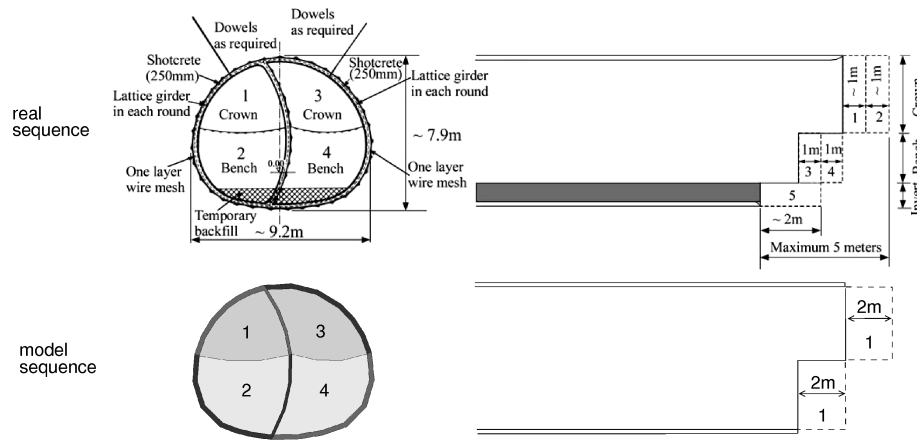 Dowels
as required
Dowels
as required
Shotcrete
(250mm)
Shotcrete
(250mm)
Lattice girder
in each round
Lattice girder
in each round
real
sequence
1
Crown
3
Crown
2
Bench
4
Bench
0.00
~ 7.9m
One layer
wire mesh
One layer
wire mesh
Temporary
backfill
~ 9.2m
~ 1m
~ 1m
1
2
Crown
1m
1m
3
4
Bench
5
Invert
~ 2m
Maximum 5 meters
model
sequence
1
3
2
4
2m
1
2m
1